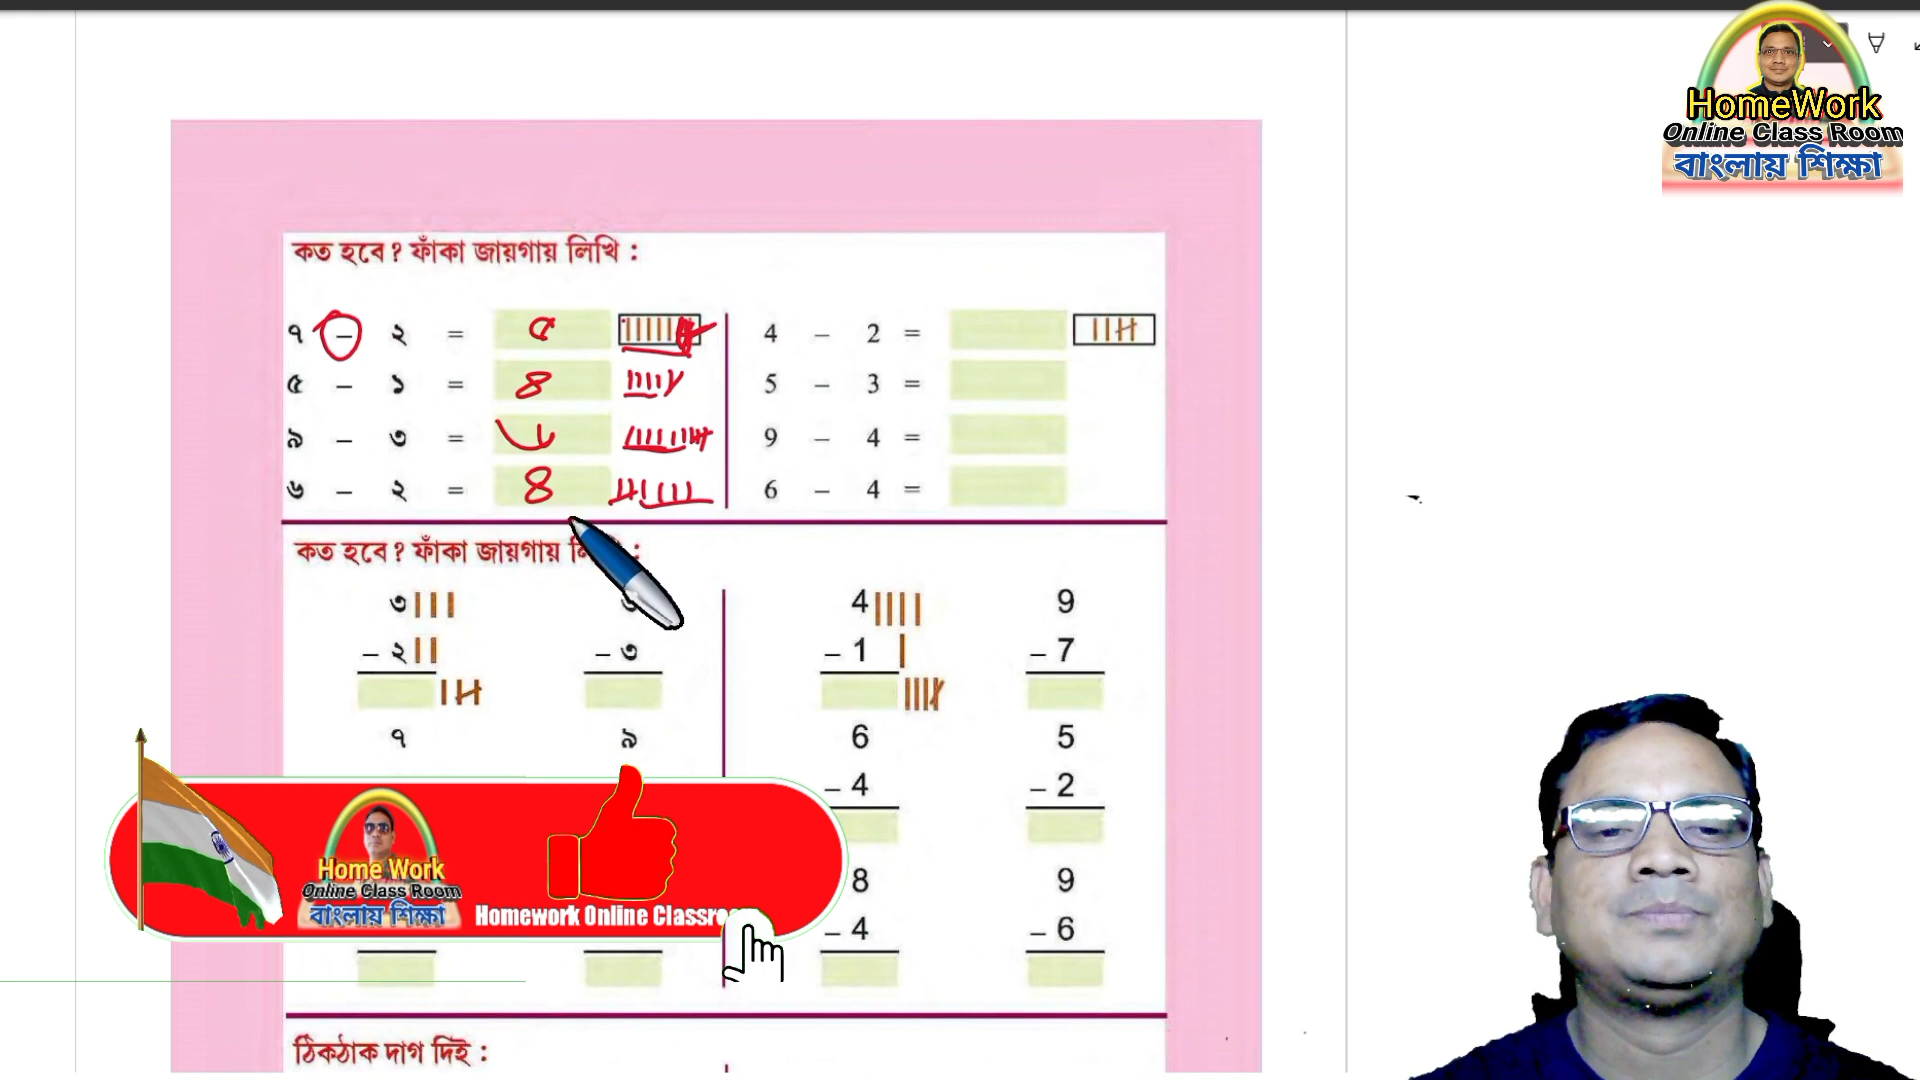 HomeWork
Online Class Room
বাংলায় শিক্ষা
কত হবে? ফাঁকা জায়গায় লিখি :
৭ – ২ = ৫
৫ – ১ = ৪
৯ – ৩ = ৬
৬ – ২ = ৪
4 – 2 =
5 – 3 =
9 – 4 =
6 – 4 =
কত হবে? ফাঁকা জায়গায় :
৩
– ২
– ৩
4
– 1
9
– 7
৭
৯
6
– 4
5
– 2
8
– 4
9
– 6
Home Work
Online Class Room
বাংলায় শিক্ষা
Homework Online
ঠিকঠাক দাগ দিই :